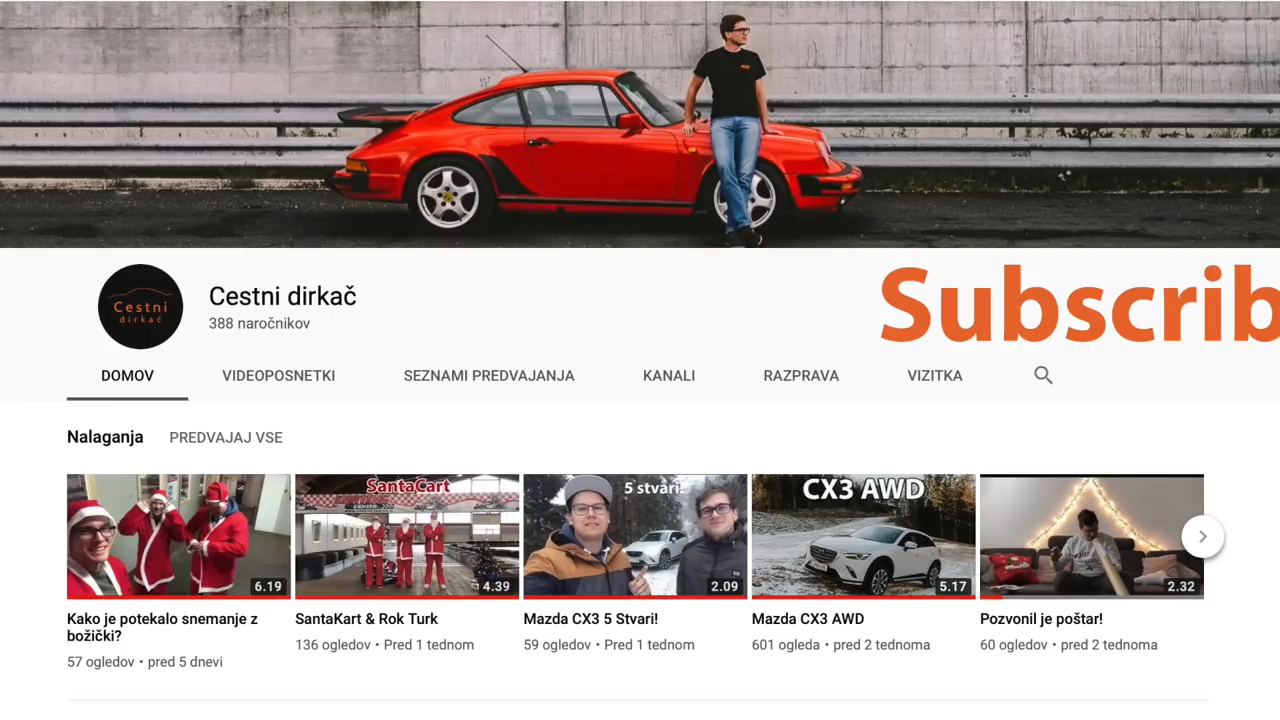 Cestni
dirkač
Cestni dirkač
388 naročnikov
Subscrib
DOMOV
VIDEOPOSNETKI
SEZNAMI PREDVAJANJA
KANALI
RAZPRAVA
VIZITKA
Nalaganja
PREDVAJAJ VSE
6.19
SantaCart
4.39
5 stvari!
2.09
CX3 AWD
5.17
2.32
Kako je potekalo snemanje z
božički?
57 ogledov • pred 5 dnevi
SantaKart & Rok Turk
136 ogledov • Pred 1 tednom
Mazda CX3 5 Stvari!
59 ogledov • Pred 1 tednom
Mazda CX3 AWD
601 ogleda • pred 2 tednoma
Pozvonil je poštar!
60 ogledov • pred 2 tednoma